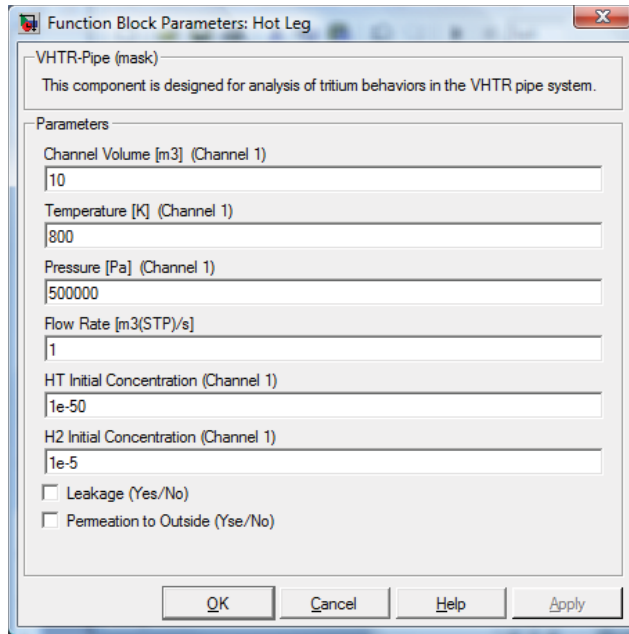 Function Block Parameters: Hot Leg
VHTR-Pipe (mask)
This component is designed for analysis of tritium behaviors in the VHTR pipe system.
Parameters
Channel Volume [m3] (Channel 1)
10
Temperature [K] (Channel 1)
800
Pressure [Pa] (Channel 1)
500000
Flow Rate [m3(STP)/s]
1
HT Initial Concentration (Channel 1)
1e-50
H2 Initial Concentration (Channel 1)
1e-5
Leakage (Yes/No)
Permeation to Outside (Yse/No)
OK Cancel Help Apply